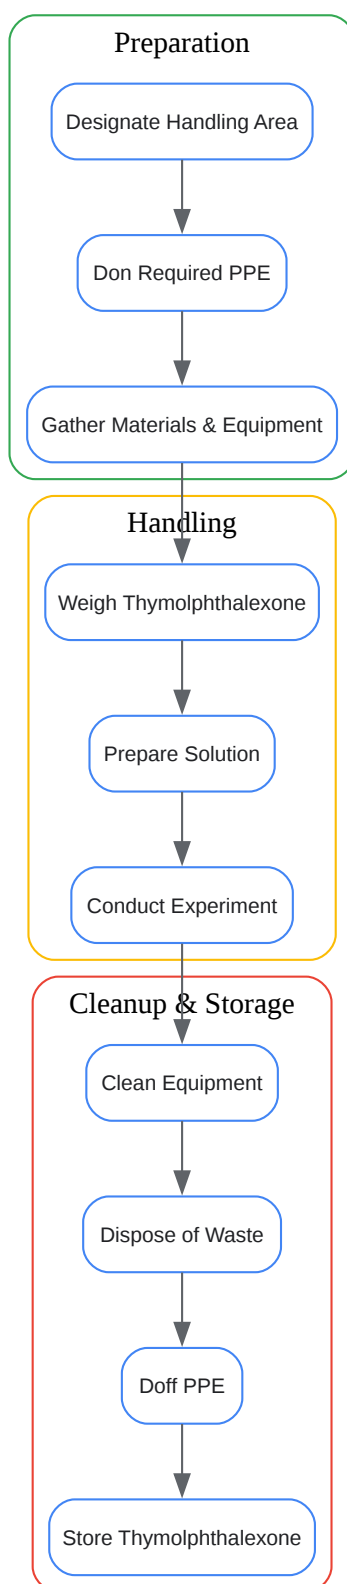 Preparation
Designate Handling Area
Don Required PPE
Gather Materials & Equipment
Handling
Weigh Thymolphthalexone
Prepare Solution
Conduct Experiment
Cleanup & Storage
Clean Equipment
Dispose of Waste
Doff PPE
Store Thymolphthalexone